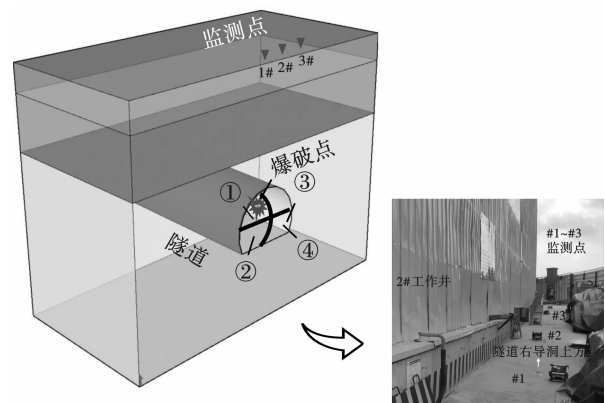 监测点
1# 2# 3#
爆破点
① ③
隧道
② ④
#1~#3
监测点
2#工作井
#3
#2
隧道右导洞上方
#1